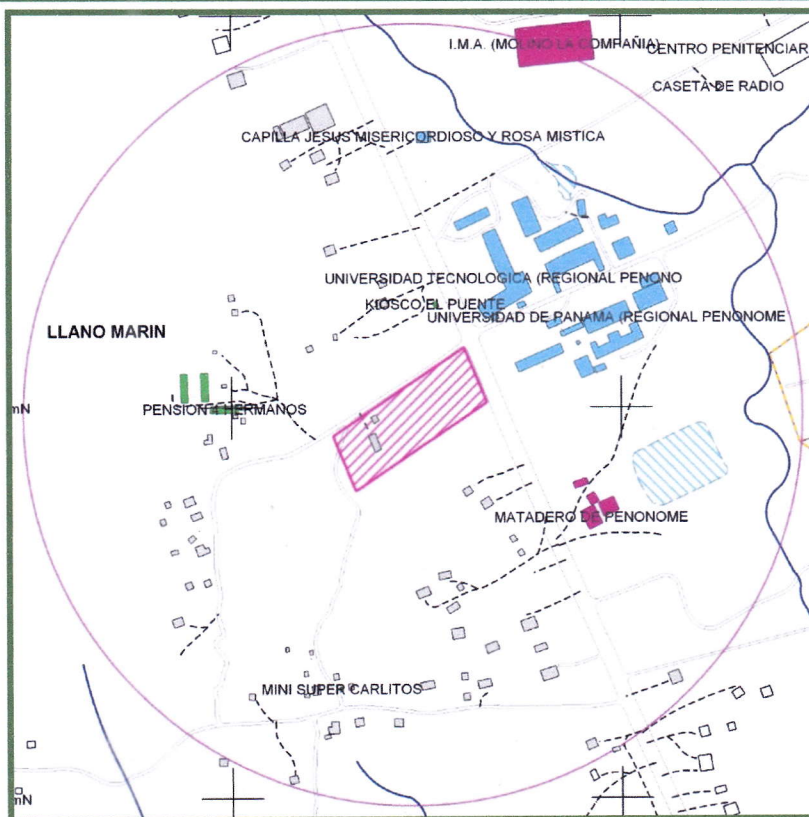 I.M.A. (MOLINO LA COMPAÑIA)
CENTRO PENITENCIAR
CASETA DE RADIO
CAPILLA JESUS MISERICORDIOSO Y ROSA MISTICA
UNIVERSIDAD TECNOLOGICA (REGIONAL PENONO
KIOSCO EL PUENTE
UNIVERSIDAD DE PANAMA (REGIONAL PENONOME
LLANO MARIN
mN
PENSION 4 HERMANOS
MATADERO DE PENONOME
MINI SUPER CARLITOS
mN